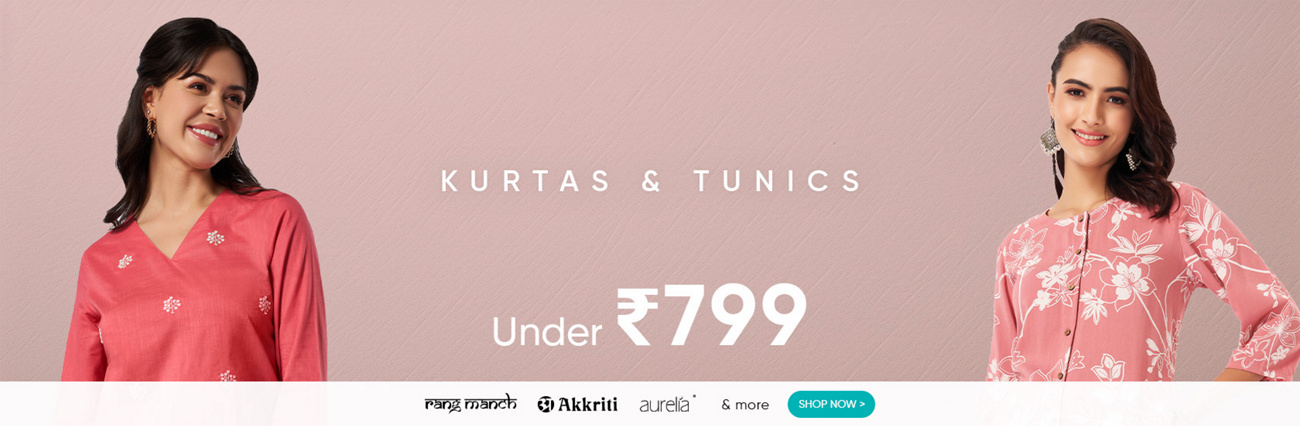 KURTAS & TUNICS
Under ₹799
rang manch Akkriti aurelia & more SHOP NOW >